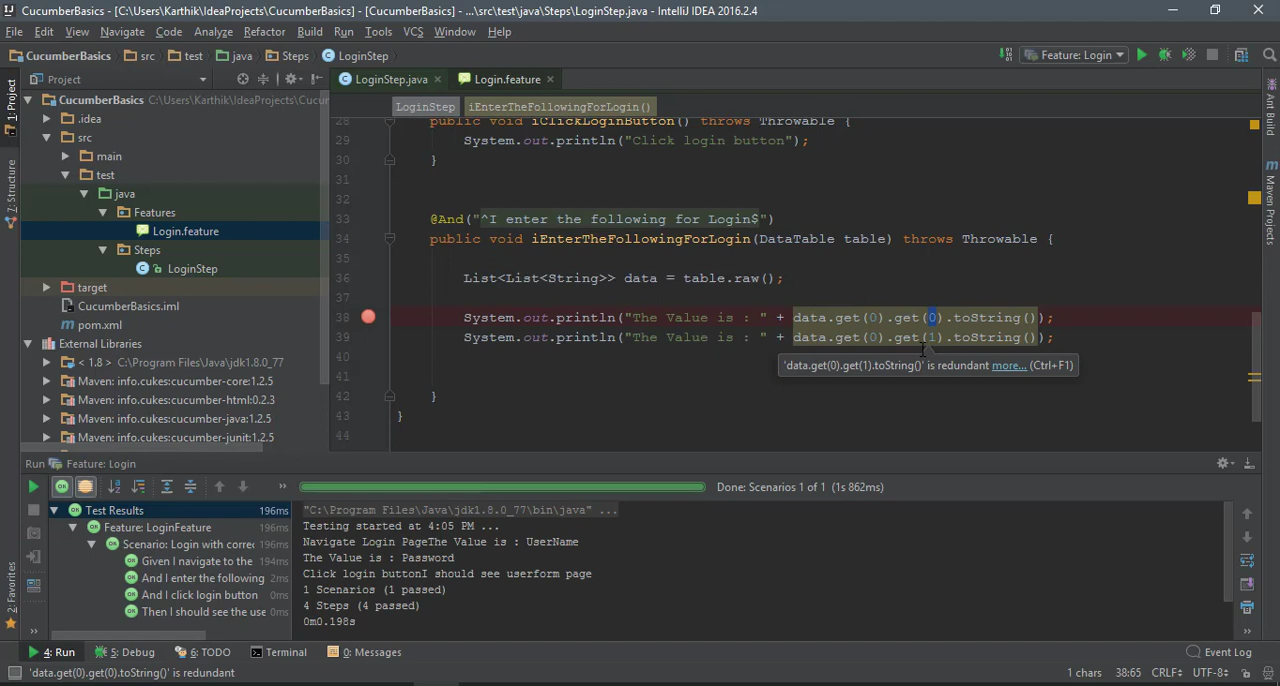 CucumberBasics - [C:\Users\Karthik\IdeaProjects\CucumberBasics] - [CucumberBasics] - ...\src\test\java\Steps\LoginStep.java - IntelliJ IDEA 2016.2.4
File Edit View Navigate Code Analyze Refactor Build Run Tools VCS Window Help
CucumberBasics src test java Steps LoginStep Feature: Login
Project LoginStep.java Login.feature
LoginStep iEnterTheFollowingForLogin()
1: Project
7: Structure
2: Favorites
Ant Build
Maven Projects
CucumberBasics C:\Users\Karthik\IdeaProjects\Cucu
.idea
src
main
test
java
Features
Login.feature
Steps
LoginStep
target
CucumberBasics.iml
pom.xml
External Libraries
< 1.8 > C:\Program Files\Java\jdk1.8.0_77
Maven: info.cukes:cucumber-core:1.2.5
Maven: info.cukes:cucumber-html:0.2.3
Maven: info.cukes:cucumber-java:1.2.5
Maven: info.cukes:cucumber-junit:1.2.5
28 public void iClickLoginButton() throws Throwable {
29 System.out.println("Click login button");
30 }
31
32
33 @And("^I enter the following for Login$")
34 public void iEnterTheFollowingForLogin(DataTable table) throws Throwable {
35
36 List<List<String>> data = table.raw();
37
38 System.out.println("The Value is : " + data.get(0).get(0).toString());
39 System.out.println("The Value is : " + data.get(0).get(1).toString());
40
'data.get(0).get(1).toString()' is redundant more... (Ctrl+F1)
41
42 }
43 }
44
Run Feature: Login
Done: Scenarios 1 of 1 (1s 862ms)
Test Results 196ms
Feature: LoginFeature 196ms
Scenario: Login with correc 196ms
Given I navigate to the 194ms
And I enter the following 2ms
And I click login button 0ms
Then I should see the use 0ms
"C:\Program Files\Java\jdk1.8.0_77\bin\java" ...
Testing started at 4:05 PM ...
Navigate Login PageThe Value is : UserName
The Value is : Password
Click login buttonI should see userform page
1 Scenarios (1 passed)
4 Steps (4 passed)
0m0.198s
4: Run 5: Debug 6: TODO Terminal 0: Messages Event Log
'data.get(0).get(0).toString()' is redundant 1 chars 38:65 CRLF UTF-8